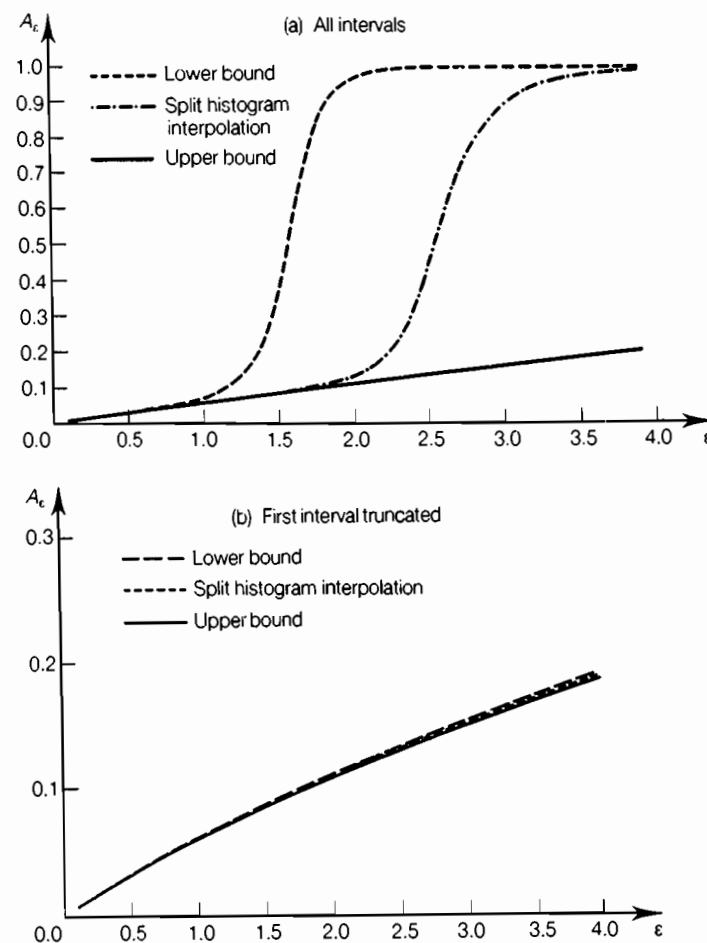 Aε
(a) All intervals
1.0
0.9
0.8
0.7
0.6
0.5
0.4
0.3
0.2
0.1
Lower bound
Split histogram
interpolation
Upper bound
0.0 0.5 1.0 1.5 2.0 2.5 3.0 3.5 4.0 ε
Aε
(b) First interval truncated
0.3
0.2
0.1
Lower bound
Split histogram interpolation
Upper bound
0.0 0.5 1.0 1.5 2.0 2.5 3.0 3.5 4.0 ε